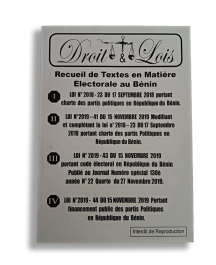 Droit & Lois
Recueil de Textes en Matière
Electorale au Bénin
I
LOI N°2018 - 23 DU 17 SEPTEMBRE 2018 portant
charte des partis politiques en République du Bénin.
II
LOI N°2019 - 41 DU 15 NOVEMBRE 2019 Modifiant
et complétant la loi n° 2018 - 23 DU 17 Septembre
2018 portant charte des Partis Politiques en
République du Bénin.
III
LOI N°2019 - 43 DU 15 NOVEMBRE 2019
portant code électoral en République du Bénin
Publié au Journal Numéro spécial 1306
année N° 22 Quarto du 27 Novembre 2019.
IV
LOI N°2019 - 44 DU 15 NOVEMBRE 2019 Portant
financement public des partis Politiques
en République du Bénin.
Interdit de Reproduction